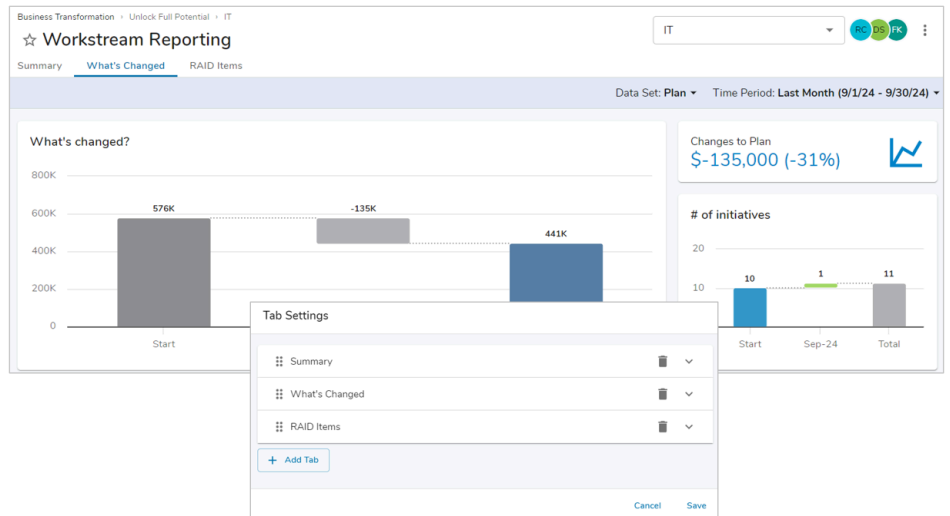 Business Transformation › Unlock Full Potential › IT
Workstream Reporting
IT
RC DS FK
Summary What's Changed RAID Items
Data Set: Plan Time Period: Last Month (9/1/24 - 9/30/24)
What's changed?
800K
600K
400K
200K
0
576K
-135K
441K
Start
Changes to Plan
$-135,000 (-31%)
# of initiatives
20
10
10
1
11
Start Sep-24 Total
Tab Settings
Summary
What's Changed
RAID Items
+ Add Tab
Cancel Save